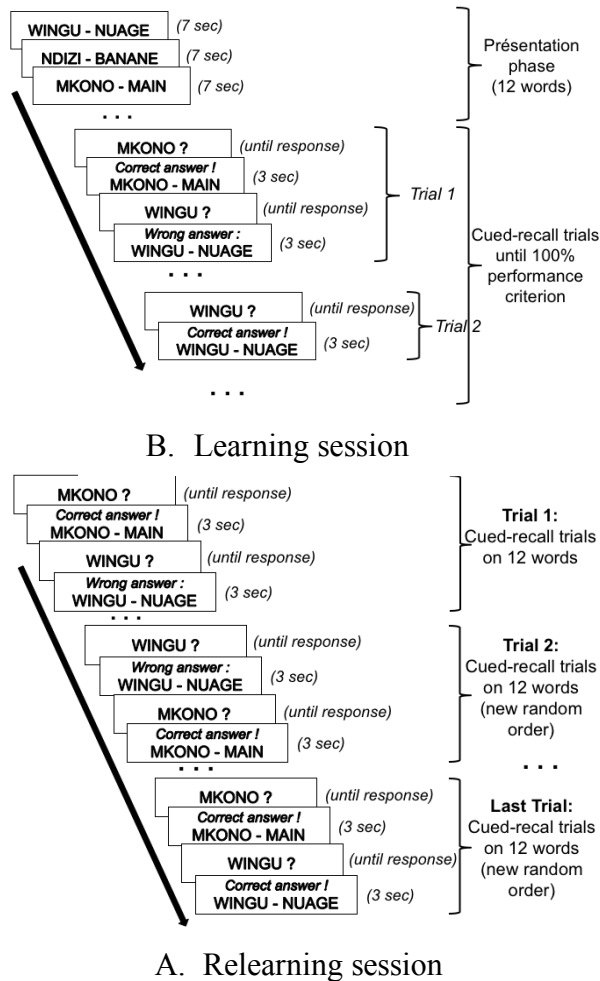 WINGU - NUAGE (7 sec)
NDIZI - BANANE (7 sec)
MKONO - MAIN (7 sec)
. . .
Présentation
phase
(12 words)
MKONO ? (until response)
Correct answer !
MKONO - MAIN (3 sec)
WINGU ? (until response)
Wrong answer :
WINGU - NUAGE (3 sec)
. . .
Trial 1
WINGU ? (until response)
Correct answer !
WINGU - NUAGE (3 sec)
Trial 2
. . .
Cued-recall trials
until 100%
performance
criterion
B. Learning session
MKONO ? (until response)
Correct answer !
MKONO - MAIN (3 sec)
WINGU ? (until response)
Wrong answer :
WINGU - NUAGE (3 sec)
. . .
Trial 1:
Cued-recall trials
on 12 words
WINGU ? (until response)
Wrong answer :
WINGU - NUAGE (3 sec)
MKONO ? (until response)
Correct answer !
MKONO - MAIN (3 sec)
. . .
Trial 2:
Cued-recall trials
on 12 words
(new random
order)
. . .
MKONO ? (until response)
Correct answer !
MKONO - MAIN (3 sec)
WINGU ? (until response)
Correct answer !
WINGU - NUAGE (3 sec)
Last Trial:
Cued-recal trials
on 12 words
(new random
order)
A. Relearning session